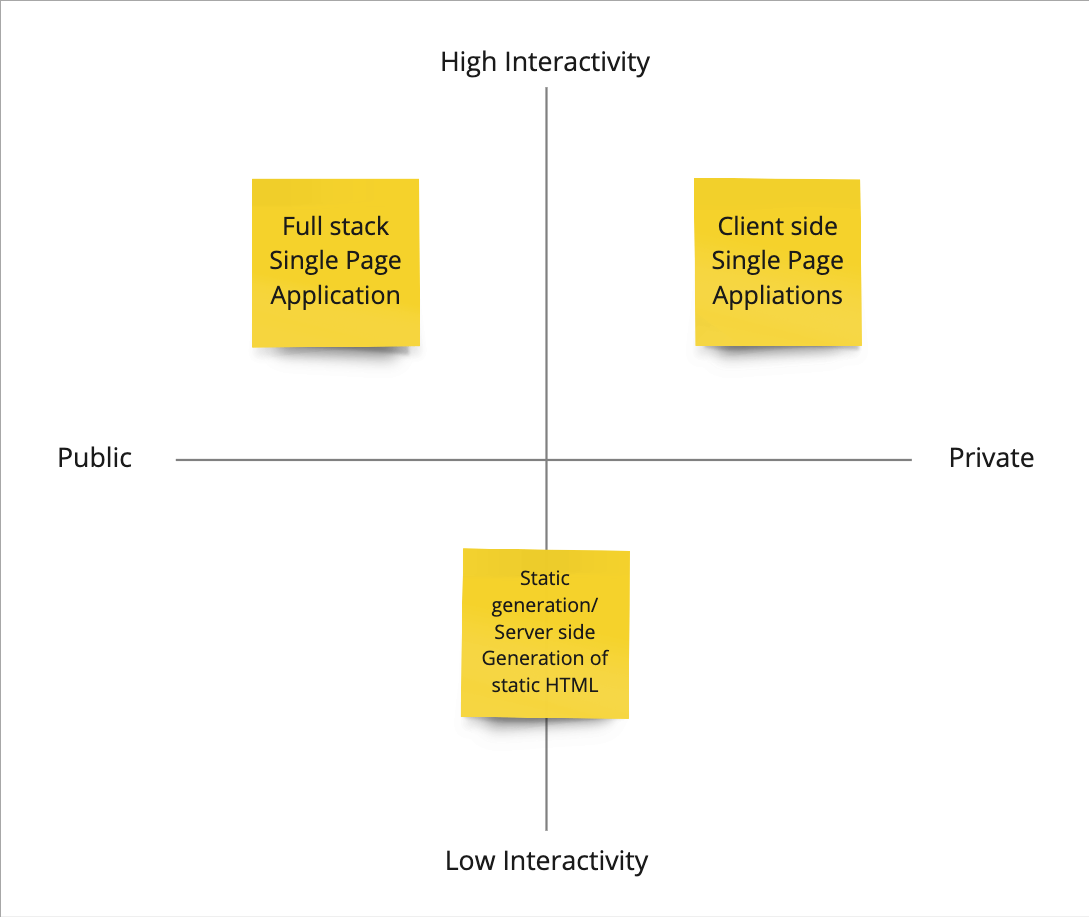 High Interactivity
Full stack
Single Page
Application
Client side
Single Page
Appliations
Public
Private
Static
generation/
Server side
Generation of
static HTML
Low Interactivity